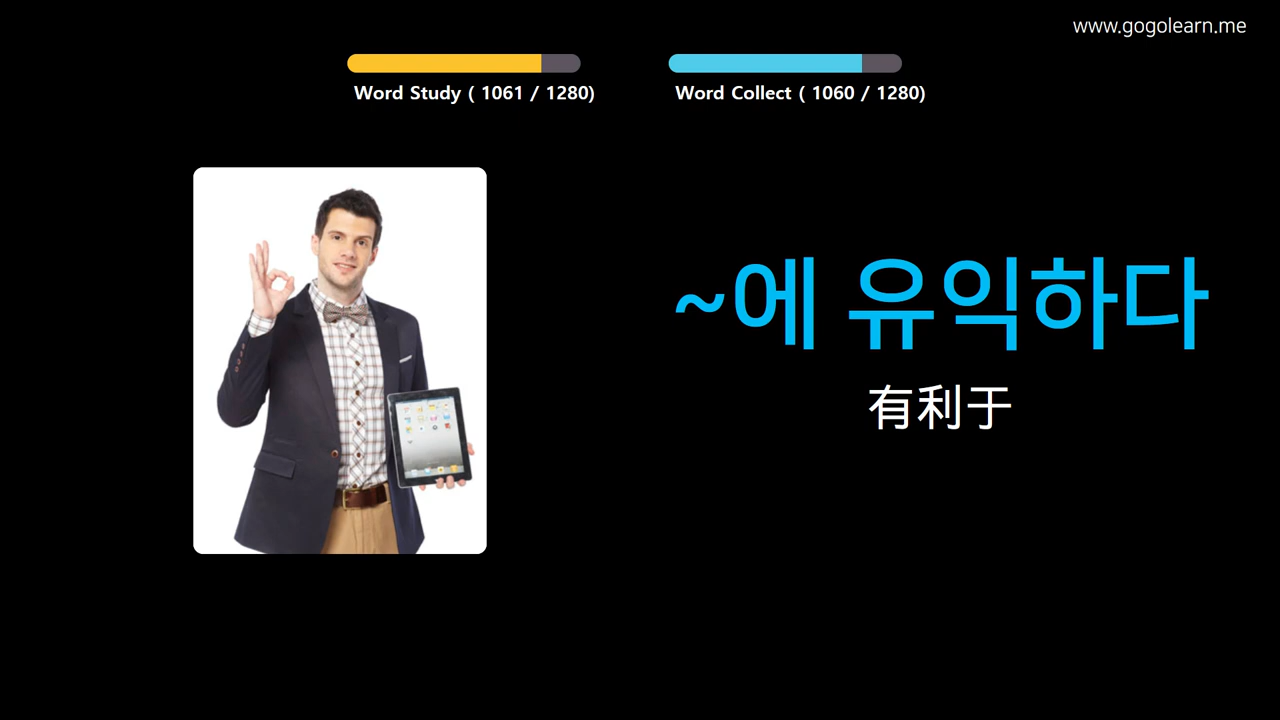 www.gogolearn.me
Word Study ( 1061 / 1280)
Word Collect ( 1060 / 1280)
~에 유익하다
有利于